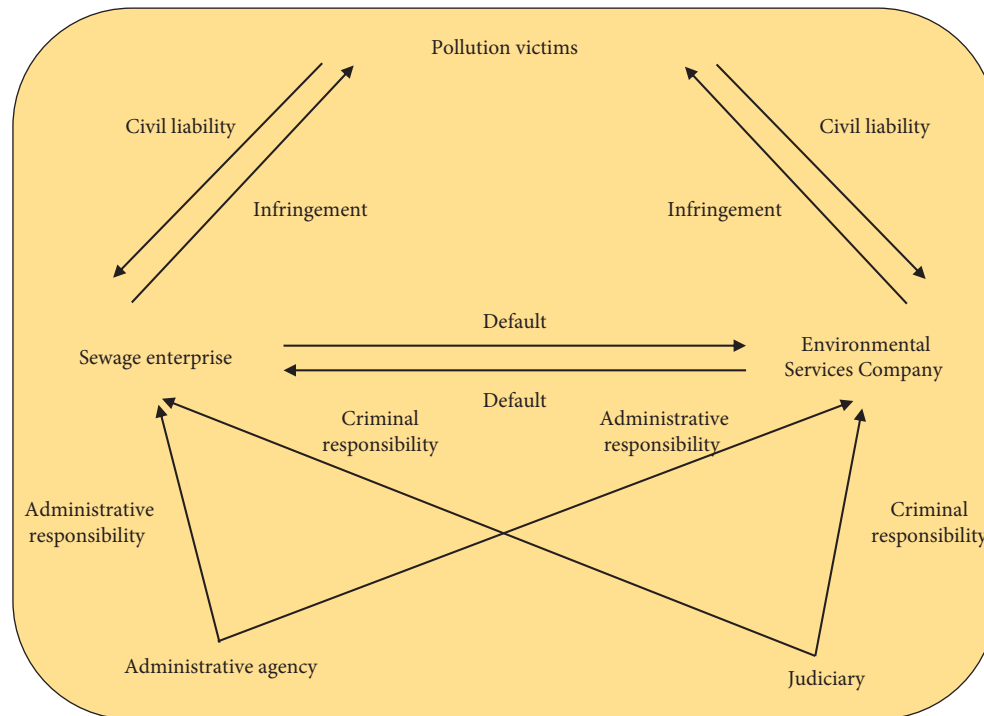 Pollution victims
Civil liability
Civil liability
Infringement
Infringement
Default
Sewage enterprise
Environmental
Services Company
Default
Criminal
responsibility
Administrative
responsibility
Administrative
responsibility
Criminal
responsibility
Administrative agency
Judiciary